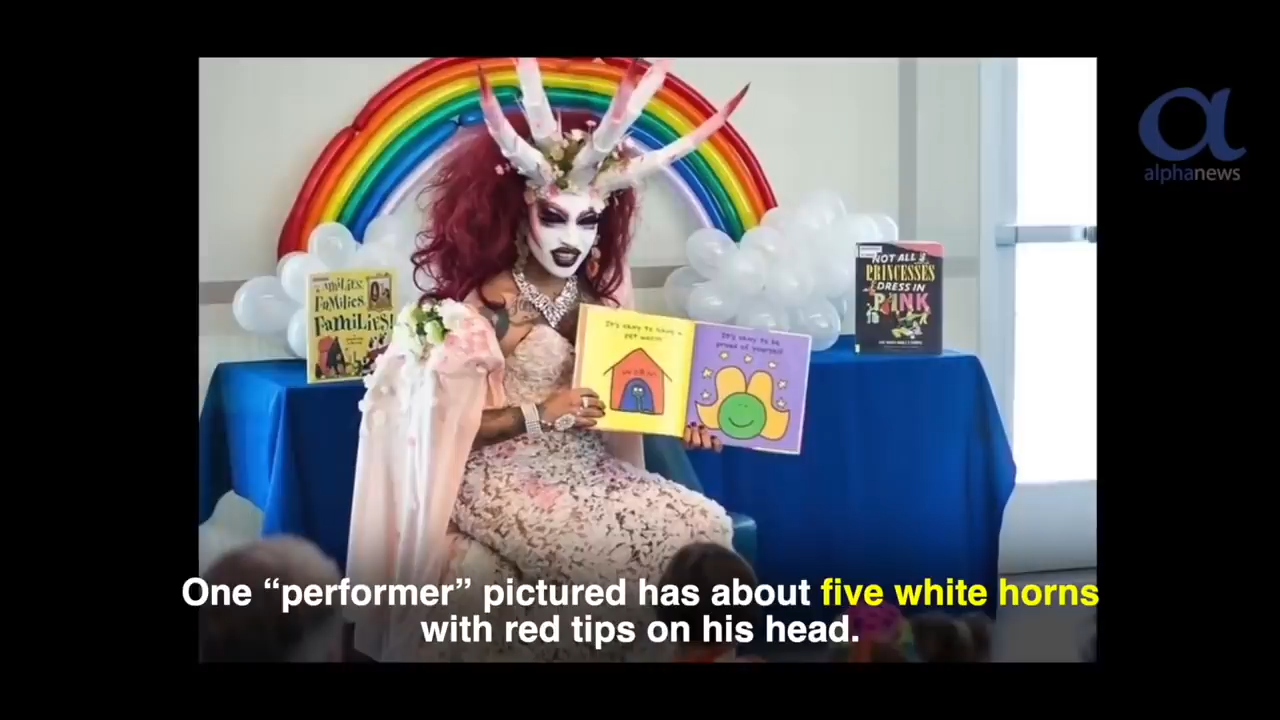 alphanews
Families,
Families,
Families!
NOT ALL
PRINCESSES
DRESS IN
PINK
It's okay to have a
pet worm
WORM
It's okay to be
proud of yourself
One “performer” pictured has about five white horns
with red tips on his head.